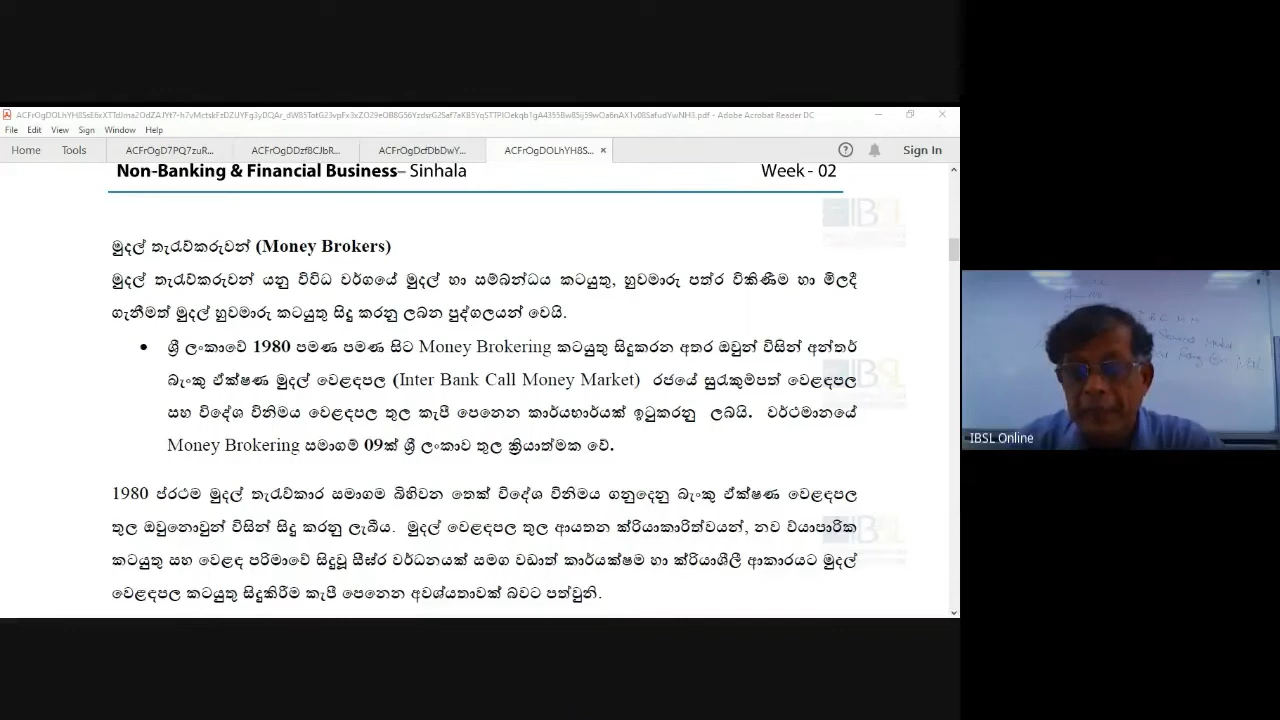 File Edit View Sign Window Help
Home Tools ACFrOgD7PQ7zuR... ACFrOgDDzf8CJbR... ACFrOgDcfDbDwY... ACFrOgDOLhYH8S... × Sign In
Non-Banking & Financial Business– Sinhala Week - 02
IBSL
මුදල් තැරැව්කරුවන් (Money Brokers)
මුදල් තැරැව්කරුවන් යනු විවිධ වර්ගයේ මුදල් හා සම්බන්ධය කටයුතු, හුවමාරු පත්‍ර විකිණීම හා මිලදී
ගැනීමත් මුදල් හුවමාරු කටයුතු සිදු කරනු ලබන පුද්ගලයන් වෙයි.
• ශ්‍රී ලංකාවේ 1980 පමණ පමණ සිට Money Brokering කටයුතු සිදුකරන අතර ඔවුන් විසින් අන්තර්
බැංකු ඒක්ෂණ මුදල් වෙළඳපල (Inter Bank Call Money Market) රජයේ සුරැකුම්පත් වෙළඳපල
සහ විදේශ විනිමය වෙළඳපල තුල කැපී පෙනෙන කාර්යභාර්යක් ඉටුකරනු ලබයි. වර්ථමානයේ
Money Brokering සමාගම් 09ක් ශ්‍රී ලංකාව තුල ක්‍රියාත්මක වේ.
1980 ප්රථම මුදල් තැරැව්කාර සමාගම බිහිවන තෙක් විදේශ විනිමය ගනුදෙනු බැංකු ඒක්ෂණ වෙළඳපල
තුල ඔවුනොවුන් විසින් සිදු කරනු ලැබීය. මුදල් වෙළඳපල තුල ආයතන ක්රියාකාරිත්වයන්, නව ව්යාපාරික
කටයුතු සහ වෙළඳ පරිමාවේ සිදුවූ සීඝ්ර වර්ධනයක් සමග වඩාත් කාර්යක්ෂම හා ක්රියාශීලී ආකාරයට මුදල්
වෙළඳපල කටයුතු සිදුකිරීම කැපී පෙනෙන අවශ්යතාවක් බවට පත්වුනි.
IBSL Online